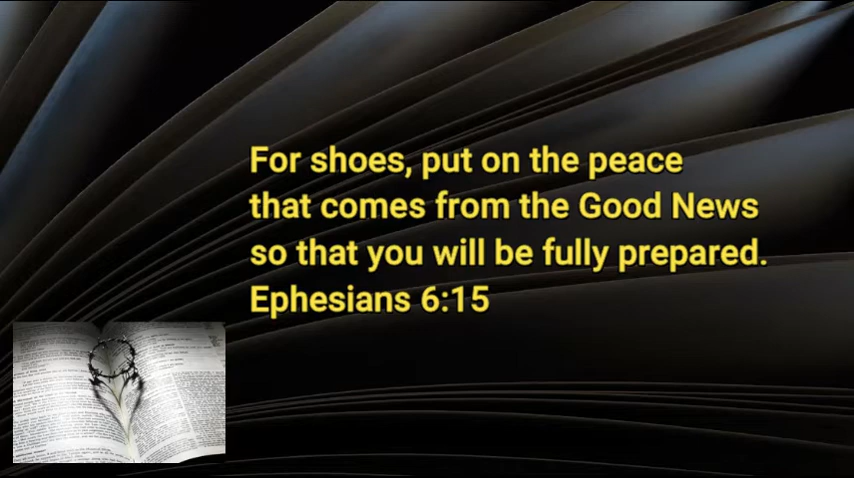 For shoes, put on the peace
that comes from the Good News
so that you will be fully prepared.
Ephesians 6:15